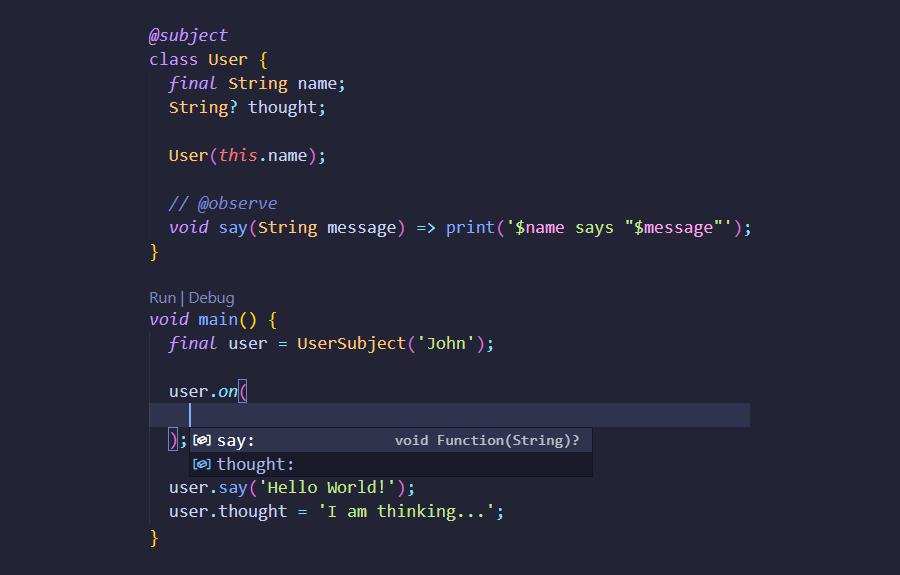 @subject
class User {
  final String name;
  String? thought;

  User(this.name);

  // @observe
  void say(String message) => print('$name says "$message"');
}

Run | Debug
void main() {
  final user = UserSubject('John');

  user.on(

  ); say: void Function(String)?
  thought:
  user.say('Hello World!');
  user.thought = 'I am thinking...';
}